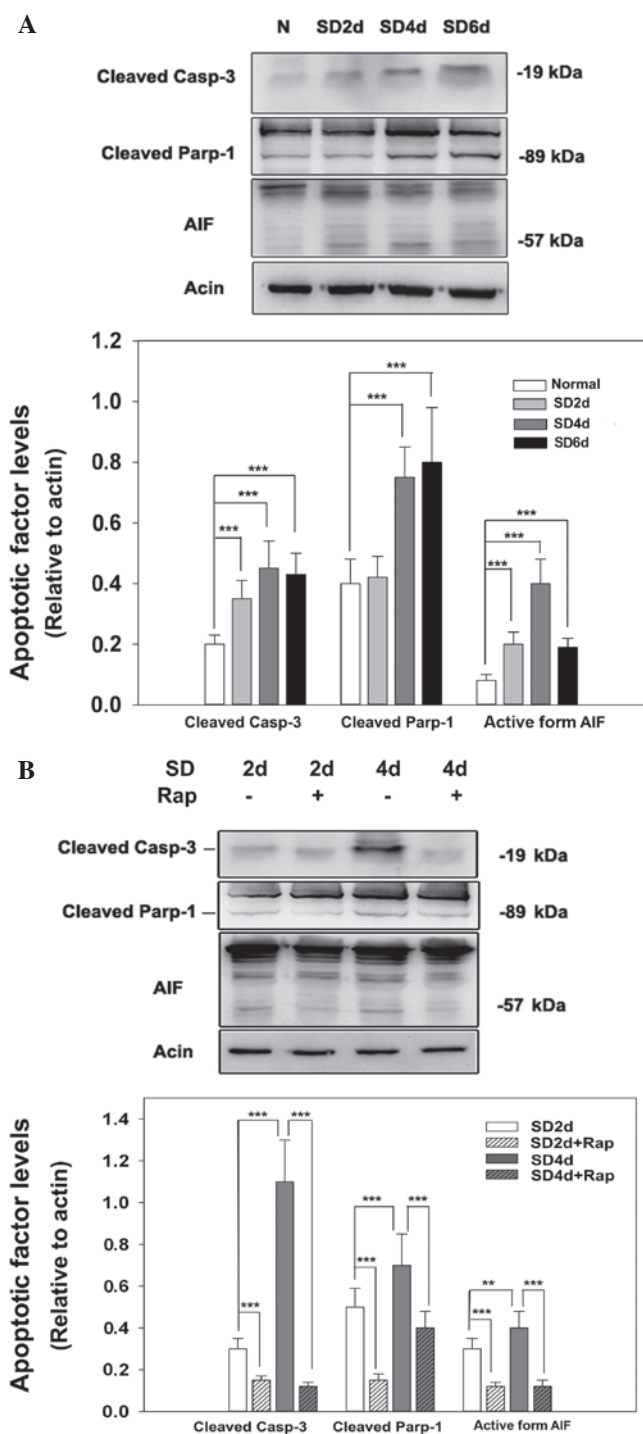 A
N SD2d SD4d SD6d
Cleaved Casp-3 -19 kDa
Cleaved Parp-1 -89 kDa
AIF -57 kDa
Acin
Apoptotic factor levels
(Relative to actin)
1.2
1.0
0.8
0.6
0.4
0.2
0.0
***
***
***
***
***
***
***
***
Normal
SD2d
SD4d
SD6d
Cleaved Casp-3 Cleaved Parp-1 Active form AIF
B
SD 2d 2d 4d 4d
Rap - + - +
Cleaved Casp-3 -19 kDa
Cleaved Parp-1 -89 kDa
AIF -57 kDa
Acin
Apoptotic factor levels
(Relative to actin)
1.4
1.2
1.0
0.8
0.6
0.4
0.2
0.0
*** ***
***
*** ***
***
** ***
***
SD2d
SD2d+Rap
SD4d
SD4d+Rap
Cleaved Casp-3 Cleaved Parp-1 Active form AIF